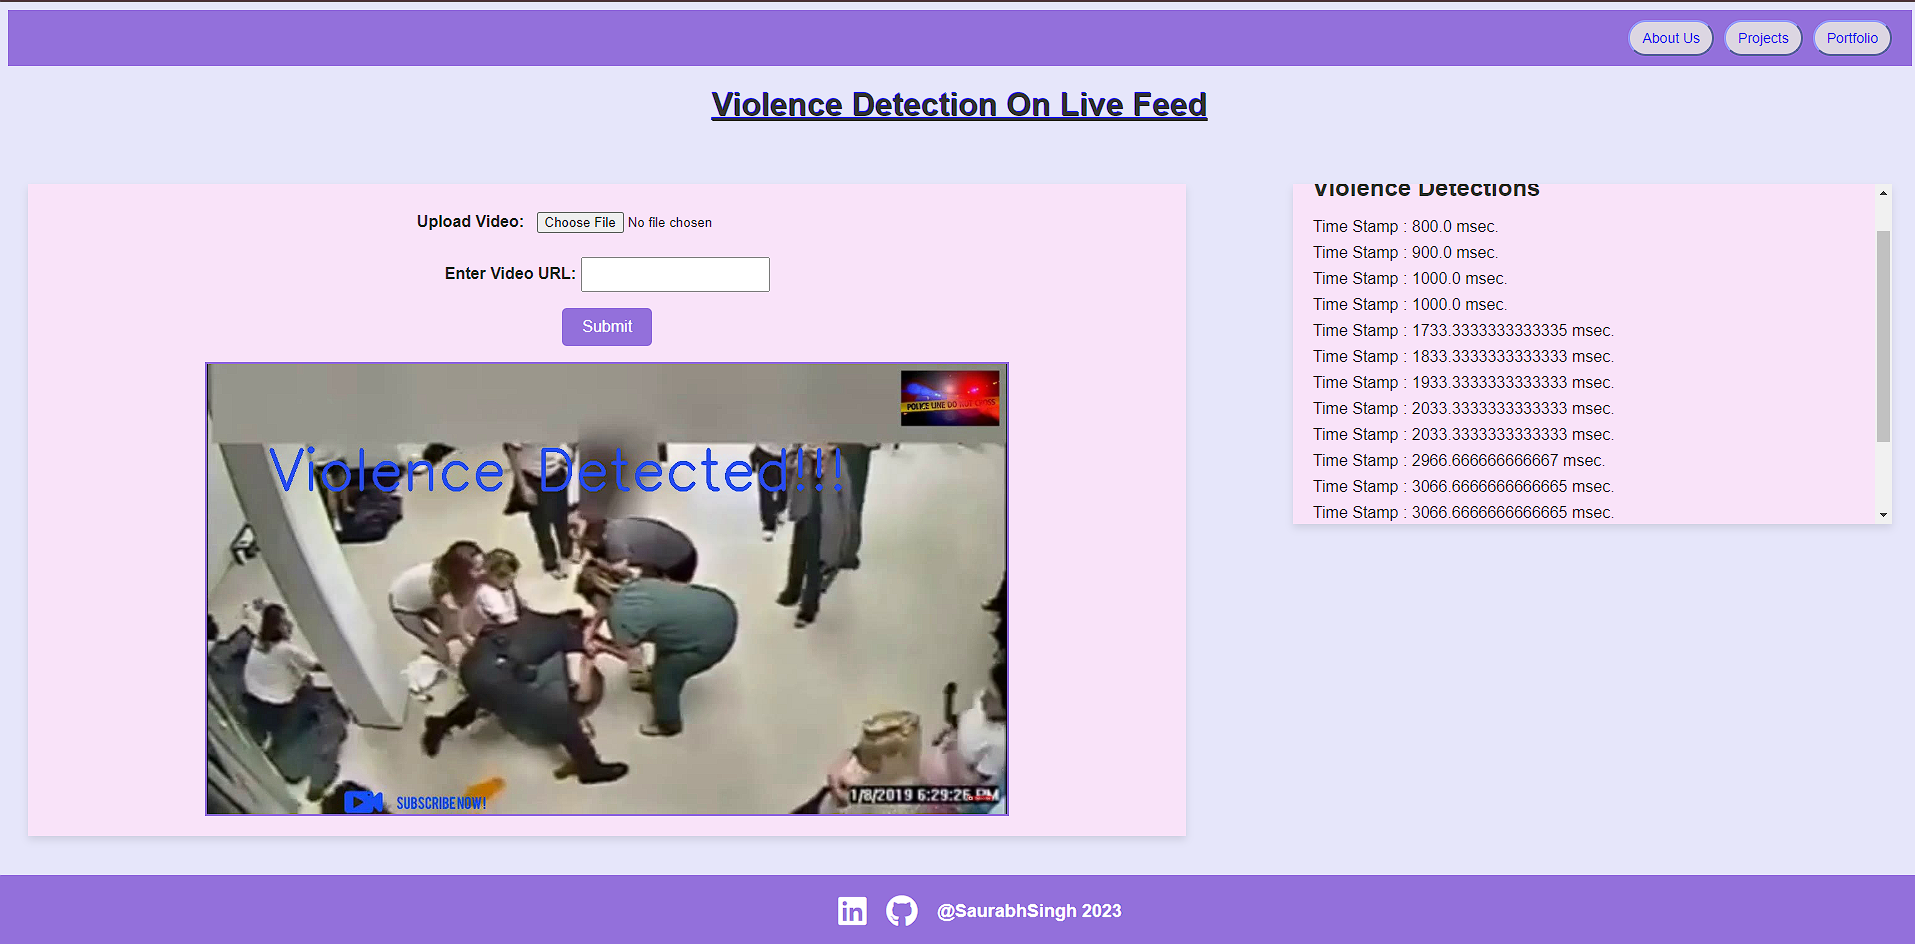 About Us Projects Portfolio
Violence Detection On Live Feed
Upload Video: Choose File No file chosen
Enter Video URL:
Submit
POLICE LINE DO NOT CROSS
Violence Detected!!!
SUBSCRIBE NOW!
1/8/2019 6:29:26 PM
Violence Detections
Time Stamp : 800.0 msec.
Time Stamp : 900.0 msec.
Time Stamp : 1000.0 msec.
Time Stamp : 1000.0 msec.
Time Stamp : 1733.3333333333335 msec.
Time Stamp : 1833.3333333333333 msec.
Time Stamp : 1933.3333333333333 msec.
Time Stamp : 2033.3333333333333 msec.
Time Stamp : 2033.3333333333333 msec.
Time Stamp : 2966.666666666667 msec.
Time Stamp : 3066.6666666666665 msec.
Time Stamp : 3066.6666666666665 msec.
in
@SaurabhSingh 2023